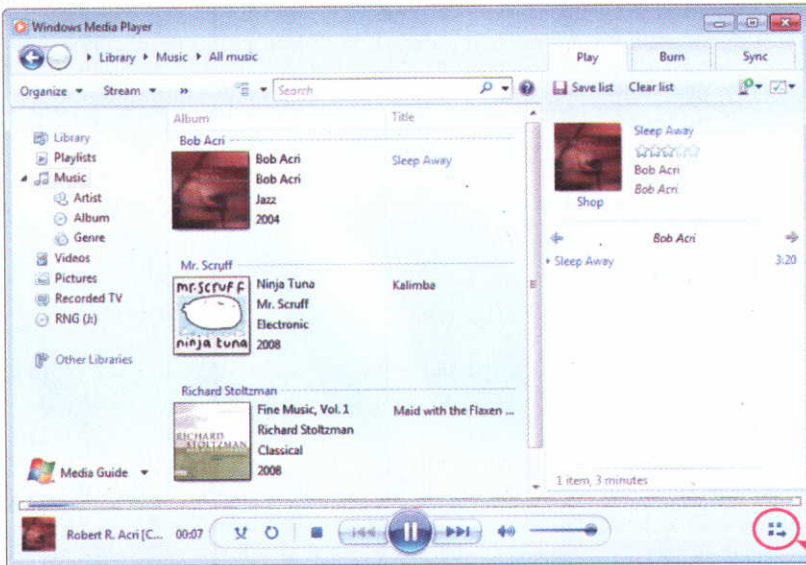 Windows Media Player
Library Music All music
Play Burn Sync
Organize Stream » Search
Save list Clear list
Album Title
Library
Playlists
Music
Artist
Album
Genre
Videos
Pictures
Recorded TV
RNG (J:)
Other Libraries
Media Guide
Bob Acri
Bob Acri Sleep Away
Bob Acri
Jazz
2004
Mr. Scruff
mr.scruff
ninja tuna
Ninja Tuna Kalimba
Mr. Scruff
Electronic
2008
Richard Stoltzman
RICHARD
STOLTZMAN
Fine Music, Vol. 1 Maid with the Flaxen ...
Richard Stoltzman
Classical
2008
Sleep Away
Bob Acri
Bob Acri
Shop
Bob Acri
Sleep Away 3:20
1 item, 3 minutes
Robert R. Acri [C... 00:07